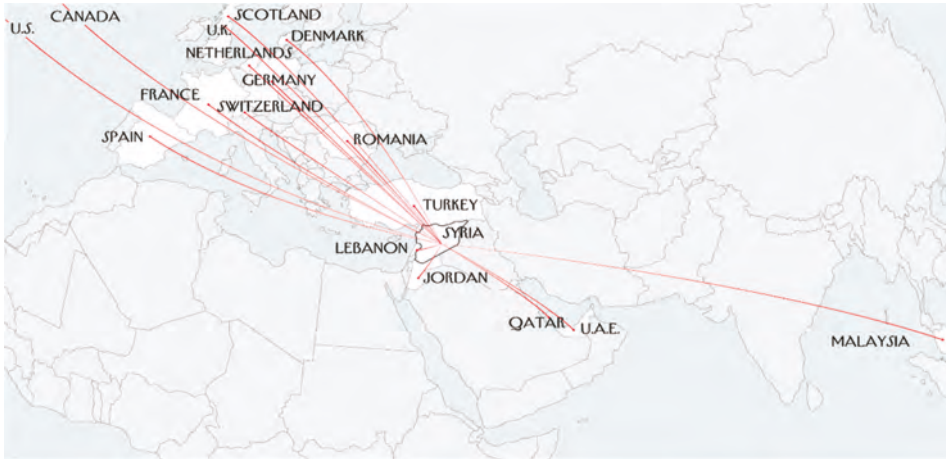 CANADA
SCOTLAND
U.S.
U.K.
DENMARK
NETHERLANDS
GERMANY
FRANCE
SWITZERLAND
SPAIN
ROMANIA
TURKEY
SYRIA
LEBANON
JORDAN
QATAR
U.A.E.
MALAYSIA